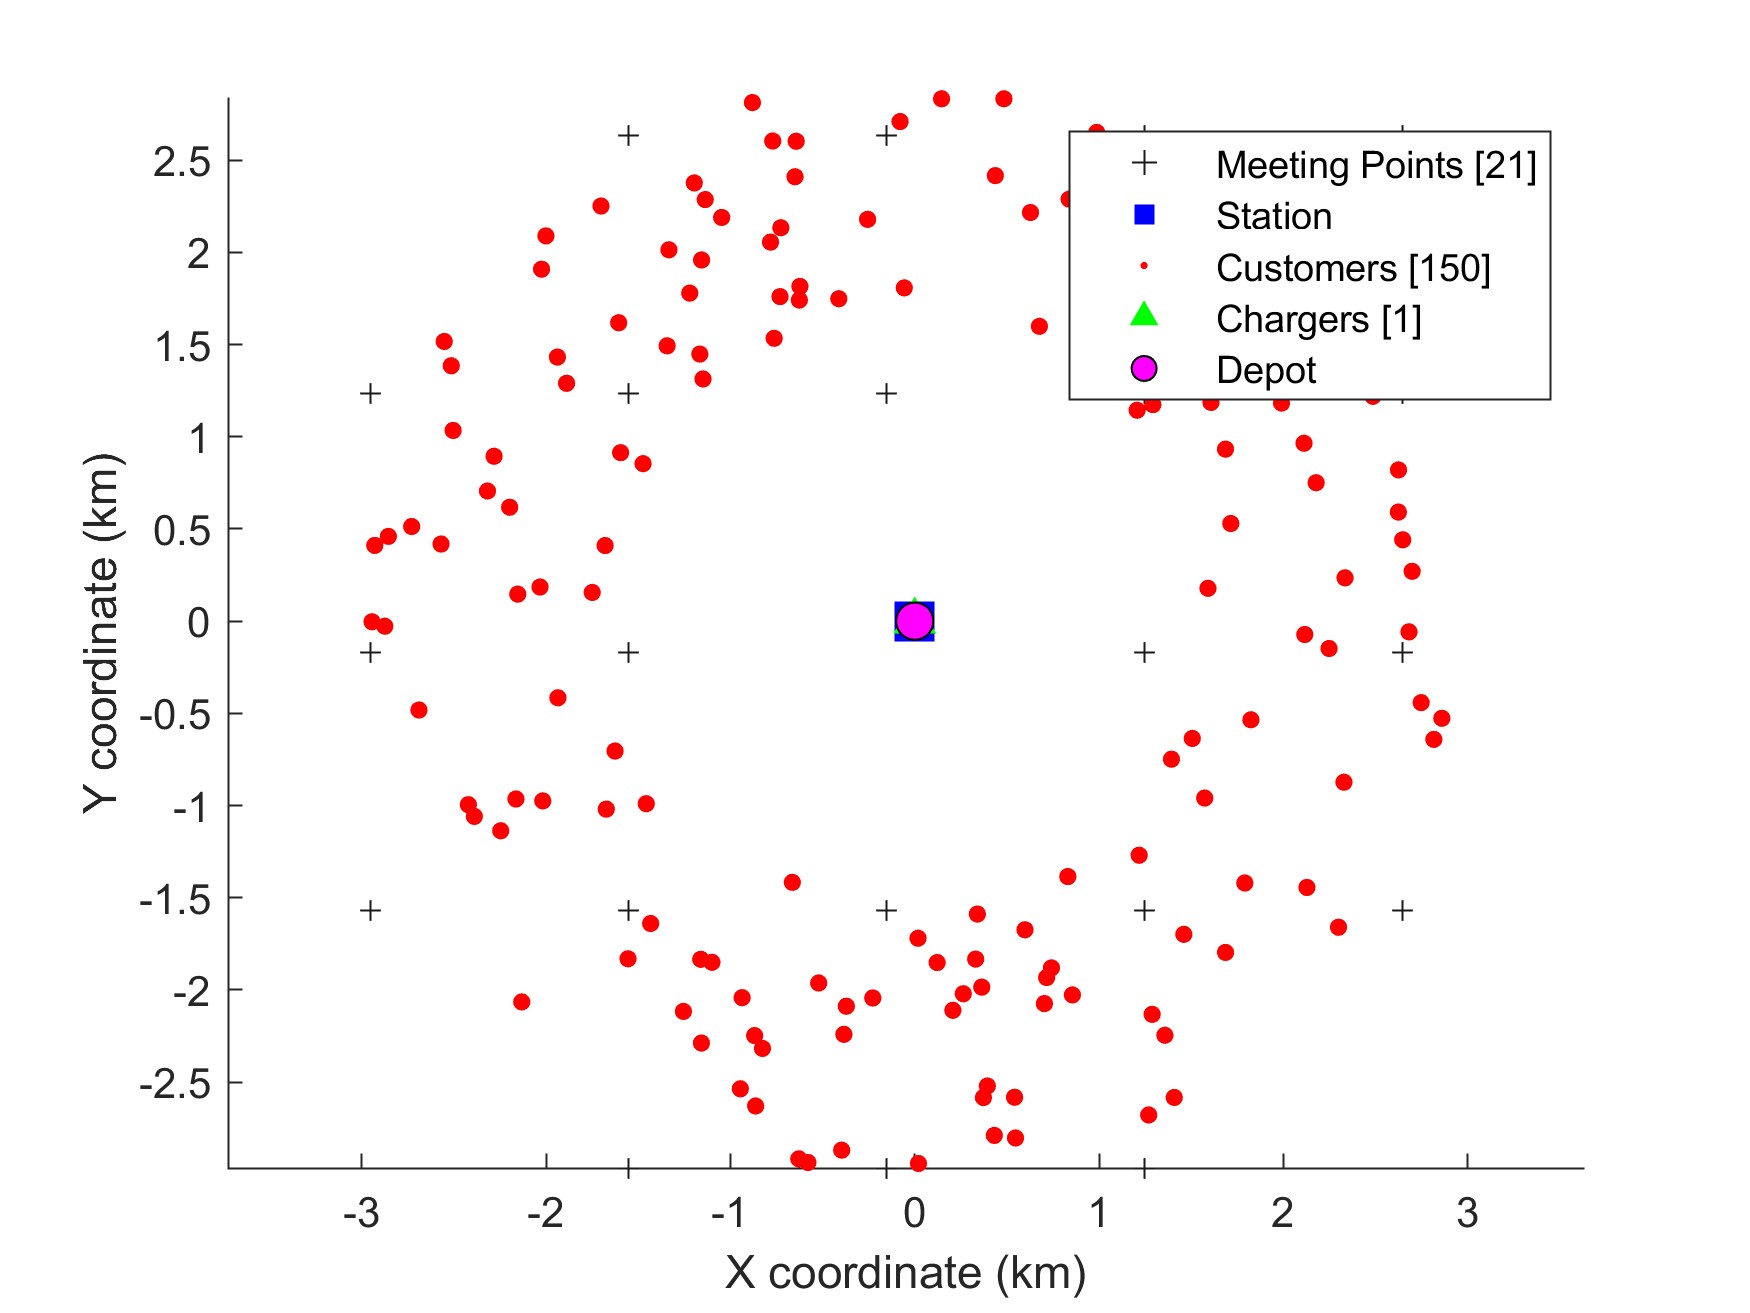 Meeting Points [21]
Station
Customers [150]
Chargers [1]
Depot
2.5
2
1.5
1
0.5
0
-0.5
-1
-1.5
-2
-2.5
Y coordinate (km)
-3 -2 -1 0 1 2 3
X coordinate (km)